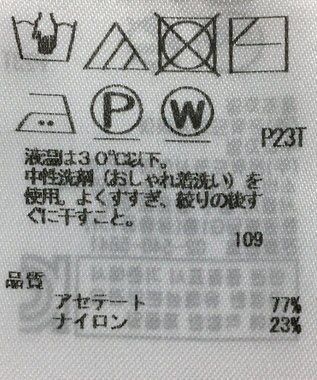 P
W
P23T
液温は30℃以下。
中性洗剤（おしゃれ着洗い）を
使用。よくすすぎ、絞りの後す
ぐに干すこと。
109
品質
アセテート 77%
ナイロン 23%